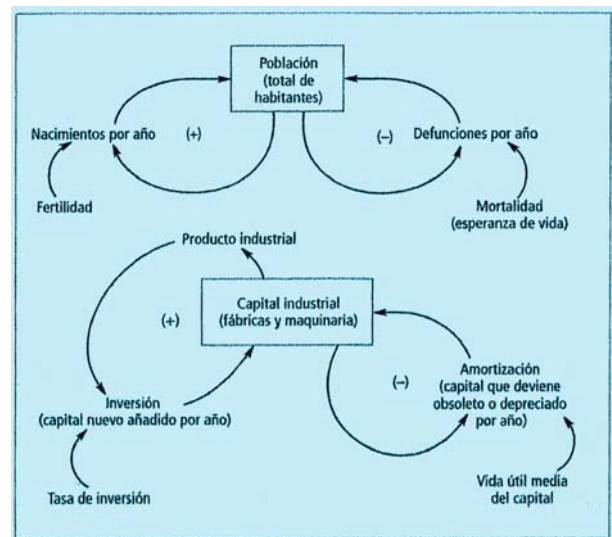 Población
(total de
habitantes)
Nacimientos por año
(+)
(−)
Defunciones por año
Fertilidad
Mortalidad
(esperanza de vida)
Producto industrial
Capital industrial
(fábricas y maquinaria)
(+)
(−)
Amortización
(capital que deviene
obsoleto o depreciado
por año)
Inversión
(capital nuevo añadido por año)
Tasa de inversión
Vida útil media
del capital